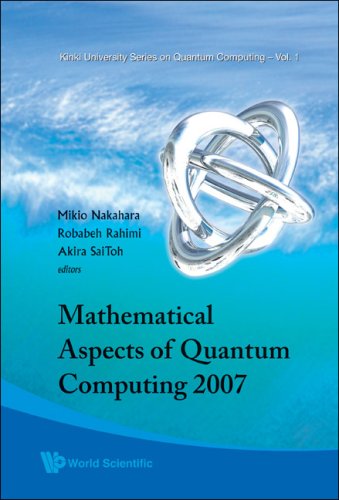 Kinki University Series on Quantum Computing – Vol. 1
Mikio Nakahara
Robabeh Rahimi
Akira SaiToh
editors
Mathematical
Aspects of Quantum
Computing 2007
World Scientific